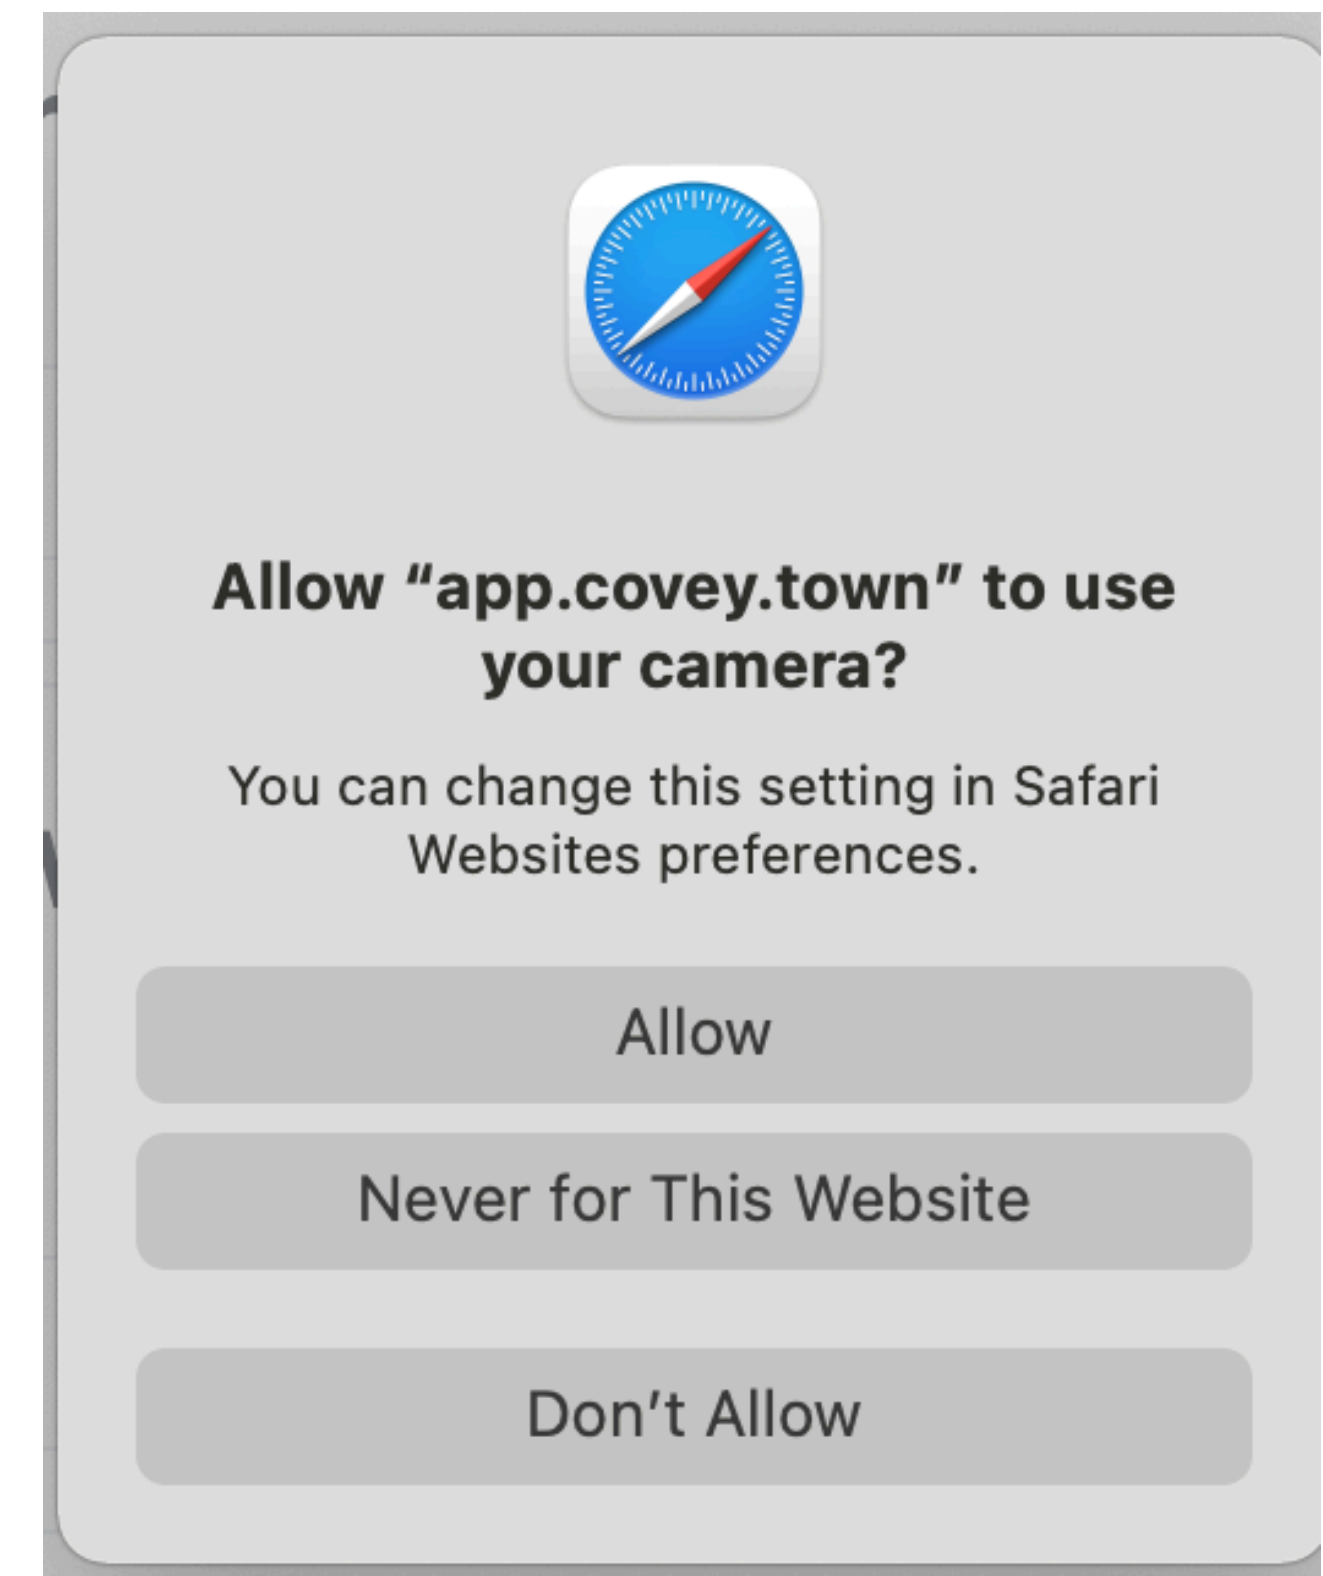 Allow “app.covey.town” to use
your camera?
You can change this setting in Safari
Websites preferences.
Allow
Never for This Website
Don’t Allow